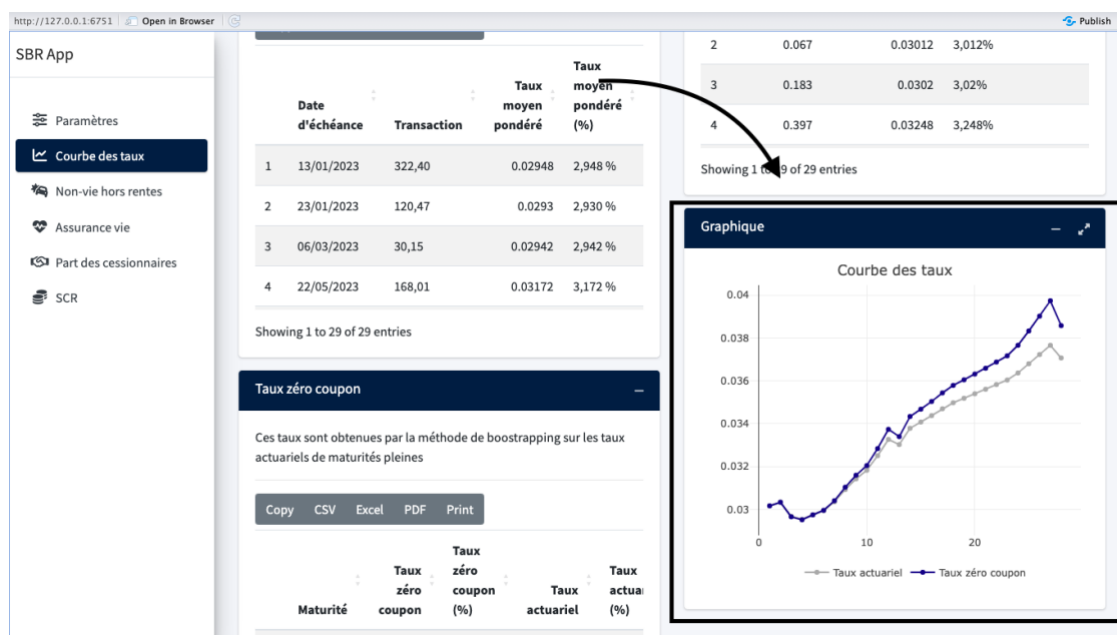 http://127.0.0.1:6751 Open in Browser Publish
SBR App
Paramètres
Courbe des taux
Non-vie hors rentes
Assurance vie
Part des cessionnaires
SCR
Date d'échéance Transaction Taux moyen pondéré Taux moyen pondéré (%)
1 13/01/2023 322,40 0.02948 2,948 %
2 23/01/2023 120,47 0.0293 2,930 %
3 06/03/2023 30,15 0.02942 2,942 %
4 22/05/2023 168,01 0.03172 3,172 %
Showing 1 to 29 of 29 entries
Taux zéro coupon
Ces taux sont obtenues par la méthode de boostrapping sur les taux
actuariels de maturités pleines
Copy CSV Excel PDF Print
Maturité Taux zéro coupon Taux zéro coupon (%) Taux actuariel Taux actuar (%)
2 0.067 0.03012 3,012%
3 0.183 0.0302 3,02%
4 0.397 0.03248 3,248%
Showing 1 to 29 of 29 entries
Graphique
Courbe des taux
0.04
0.038
0.036
0.034
0.032
0.03
0 10 20
Taux actuariel Taux zéro coupon